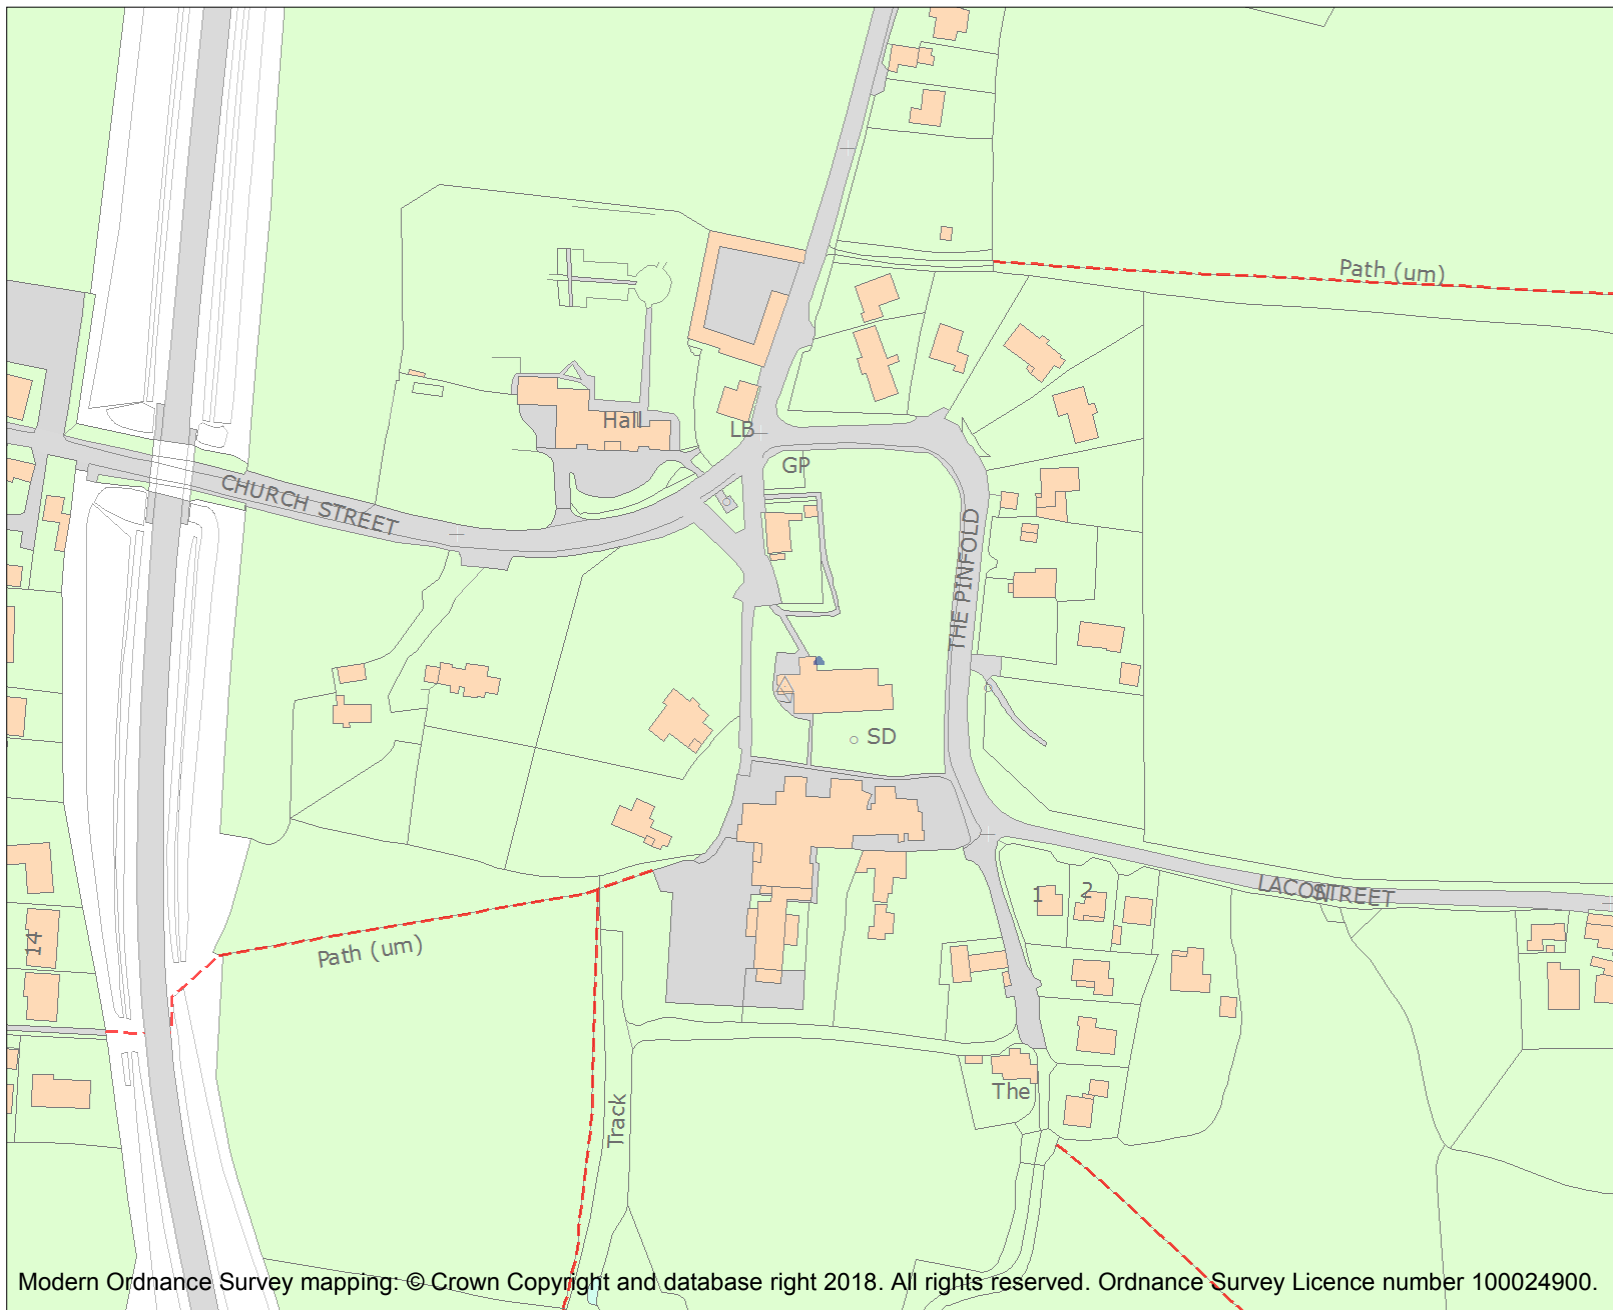 Path (um)
Hall
LB
GP
CHURCH STREET
THE PINFOLD
SD
1
2
LACON STREET
14
Path (um)
The
Track
Modern Ordnance Survey mapping: © Crown Copyright and database right 2018. All rights reserved. Ordnance Survey Licence number 100024900.